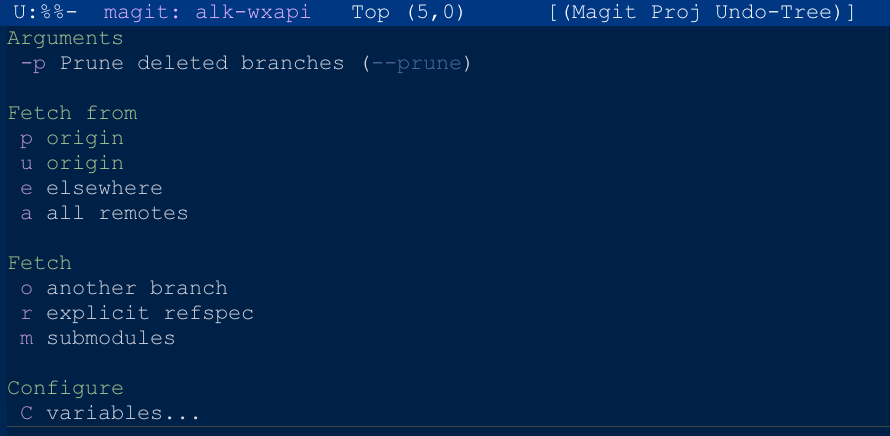 U:%%-  magit: alk-wxapi   Top (5,0)      [(Magit Proj Undo-Tree)]
Arguments
-p Prune deleted branches (--prune)
Fetch from
p origin
u origin
e elsewhere
a all remotes
Fetch
o another branch
r explicit refspec
m submodules
Configure
C variables...